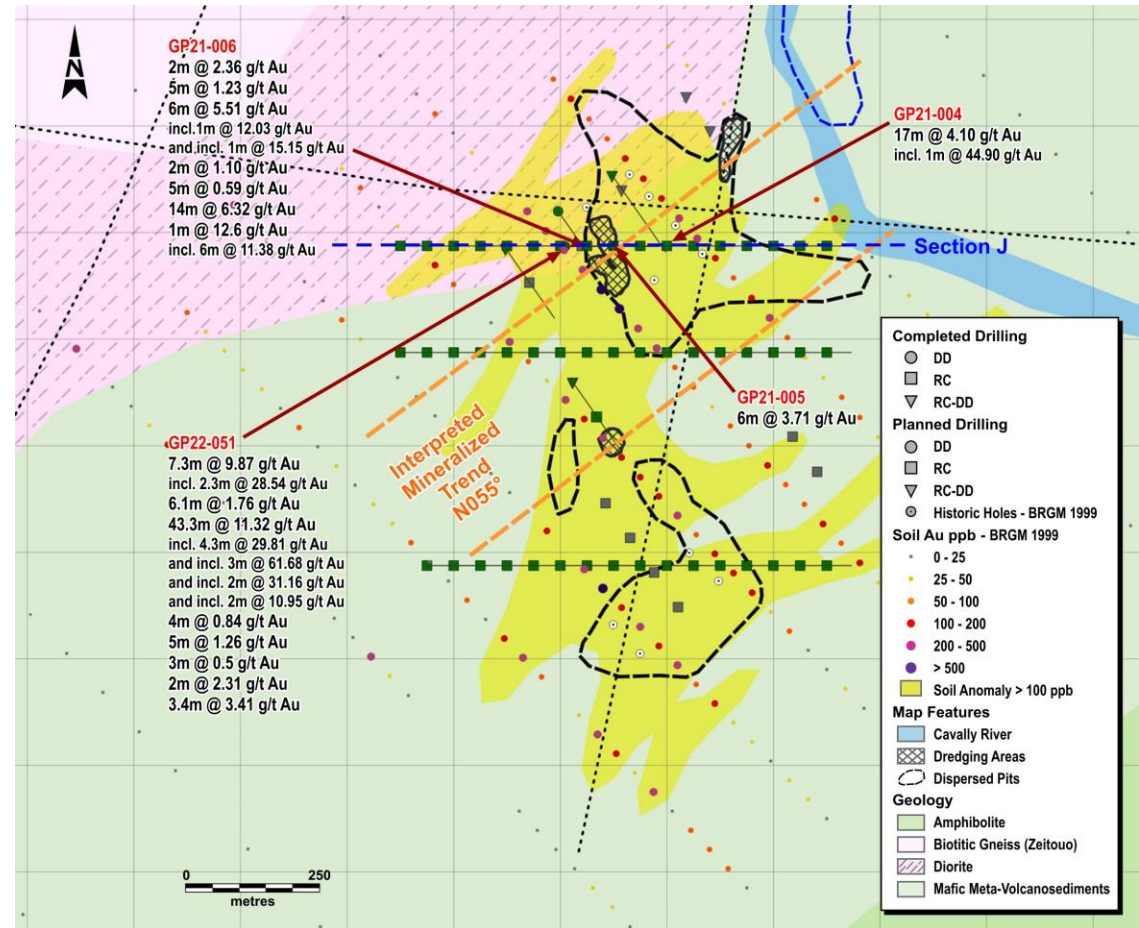 N
GP21-006
2m @ 2.36 g/t Au
5m @ 1.23 g/t Au
6m @ 5.51 g/t Au
incl.1m @ 12.03 g/t Au
and incl. 1m @ 15.15 g/t Au
2m @ 1.10 g/t Au
5m @ 0.59 g/t Au
14m @ 6.32 g/t Au
1m @ 12.6 g/t Au
incl. 6m @ 11.38 g/t Au
GP21-004
17m @ 4.10 g/t Au
incl. 1m @ 44.90 g/t Au
Section J
GP21-005
6m @ 3.71 g/t Au
Interpreted
Mineralized
Trend
N055°
GP22-051
7.3m @ 9.87 g/t Au
incl. 2.3m @ 28.54 g/t Au
6.1m @ 1.76 g/t Au
43.3m @ 11.32 g/t Au
incl. 4.3m @ 29.81 g/t Au
and incl. 3m @ 61.68 g/t Au
and incl. 2m @ 31.16 g/t Au
and incl. 2m @ 10.95 g/t Au
4m @ 0.84 g/t Au
5m @ 1.26 g/t Au
3m @ 0.5 g/t Au
2m @ 2.31 g/t Au
3.4m @ 3.41 g/t Au
0 250
metres
Completed Drilling
DD
RC
RC-DD
Planned Drilling
DD
RC
RC-DD
Historic Holes - BRGM 1999
Soil Au ppb - BRGM 1999
0 - 25
25 - 50
50 - 100
100 - 200
200 - 500
> 500
Soil Anomaly > 100 ppb
Map Features
Cavally River
Dredging Areas
Dispersed Pits
Geology
Amphibolite
Biotitic Gneiss (Zeitouo)
Diorite
Mafic Meta-Volcanosediments